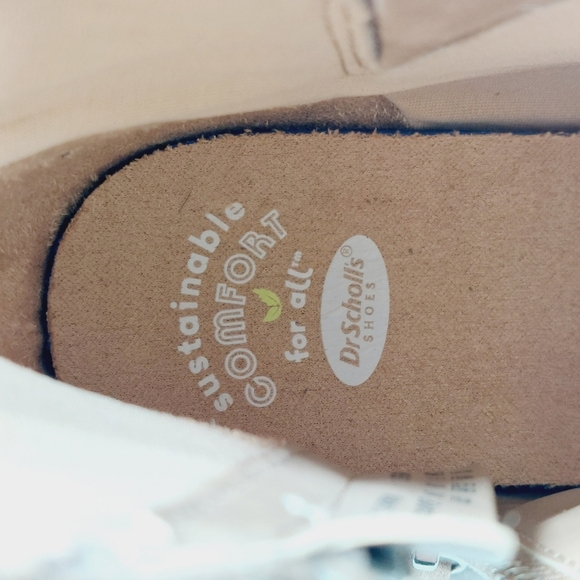 sustainable
COMFORT
for all™
Dr Scholl's®
SHOES